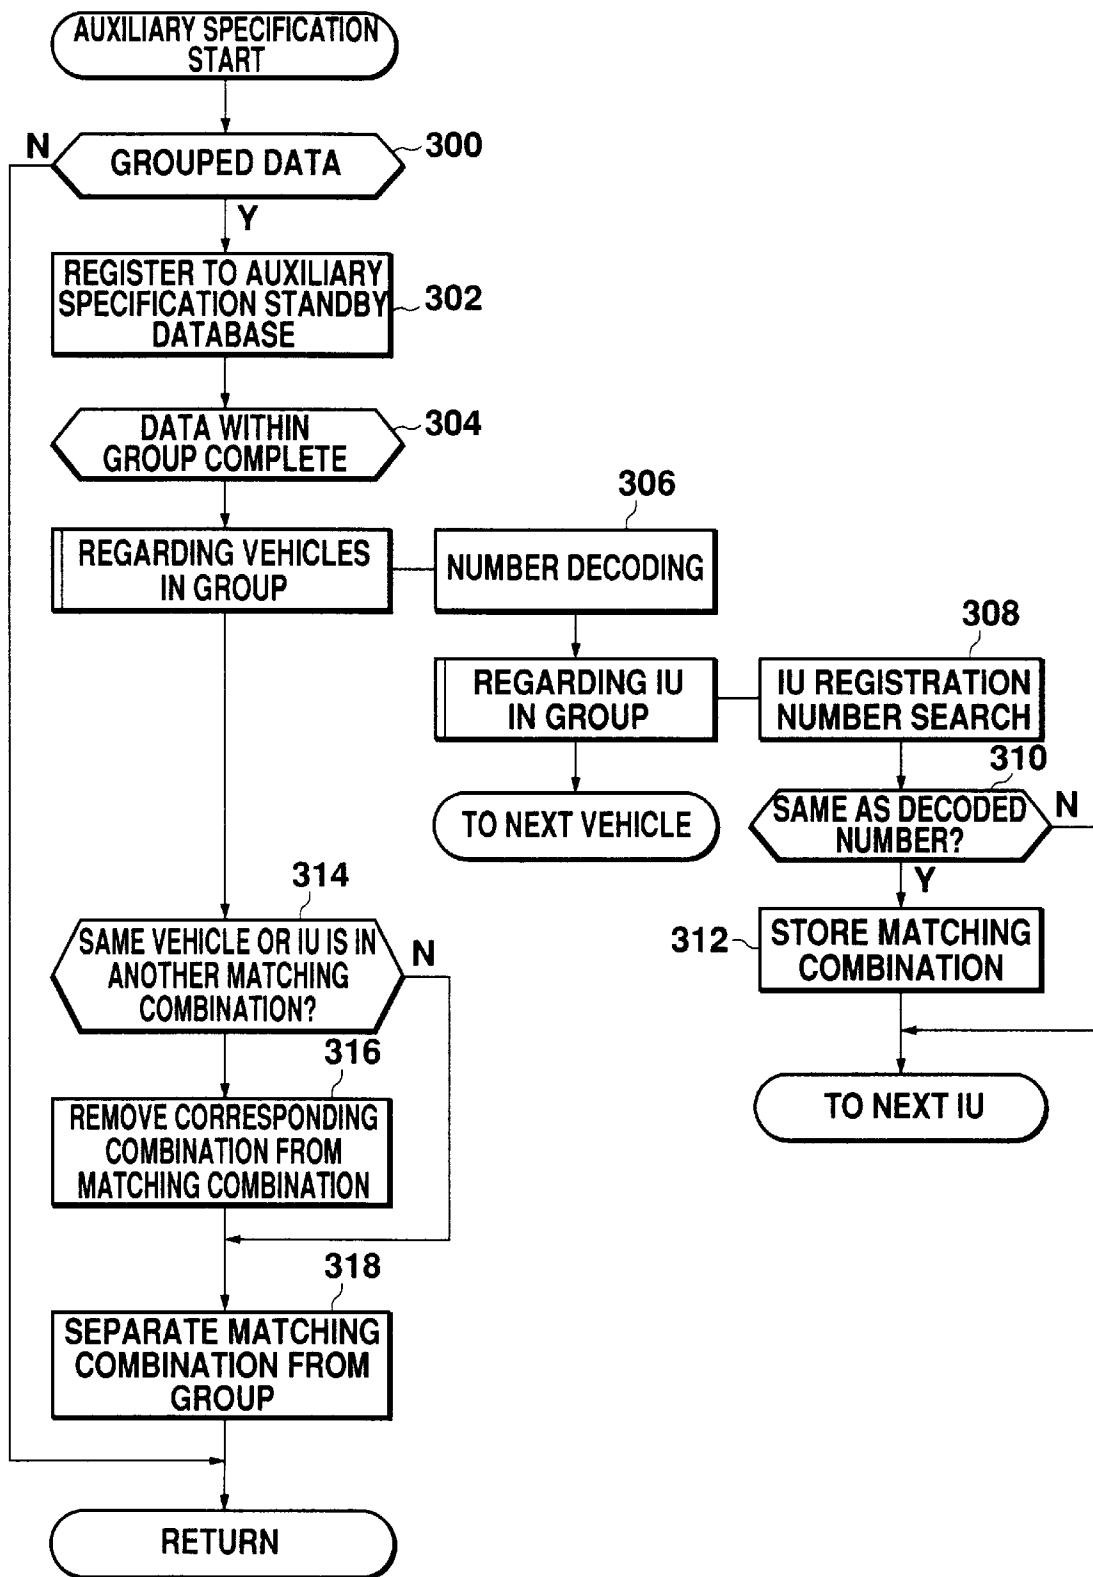 AUXILIARY SPECIFICATION
START
N
GROUPED DATA
300
Y
REGISTER TO AUXILIARY
SPECIFICATION STANDBY
DATABASE
302
DATA WITHIN
GROUP COMPLETE
304
REGARDING VEHICLES
IN GROUP
306
NUMBER DECODING
REGARDING IU
IN GROUP
308
IU REGISTRATION
NUMBER SEARCH
TO NEXT VEHICLE
310
SAME AS DECODED
NUMBER?
N
Y
312
STORE MATCHING
COMBINATION
TO NEXT IU
314
SAME VEHICLE OR IU IS IN
ANOTHER MATCHING
COMBINATION?
N
316
REMOVE CORRESPONDING
COMBINATION FROM
MATCHING COMBINATION
318
SEPARATE MATCHING
COMBINATION FROM
GROUP
RETURN